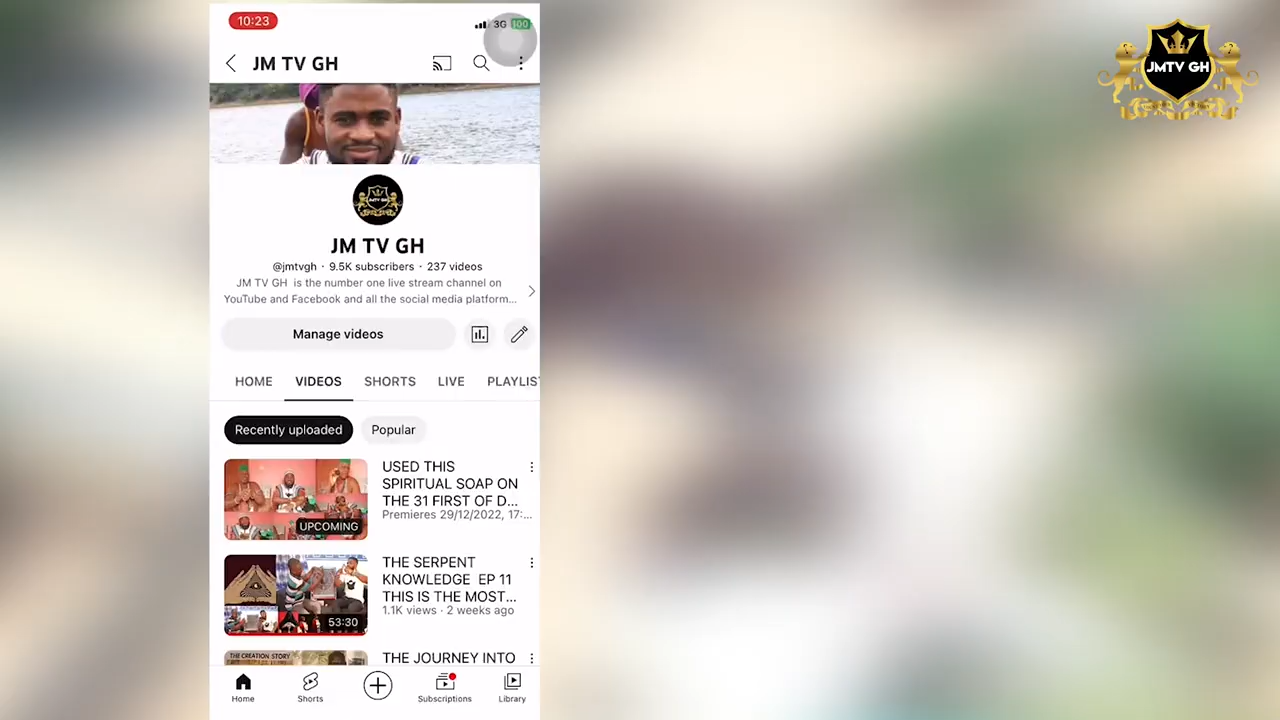 10:23
3G 100
JM TV GH
JMTV GH
JMTV GH
JM TV GH
@jmtvgh · 9.5K subscribers · 237 videos
JM TV GH is the number one live stream channel on
YouTube and Facebook and all the social media platform...
Manage videos
HOME VIDEOS SHORTS LIVE PLAYLIS
Recently uploaded Popular
USED THIS
SPIRITUAL SOAP ON
THE 31 FIRST OF D...
Premieres 29/12/2022, 17:...
UPCOMING
THE SERPENT
KNOWLEDGE EP 11
THIS IS THE MOST...
1.1K views · 2 weeks ago
53:30
THE CREATION STORY
THE JOURNEY INTO
Home Shorts Subscriptions Library